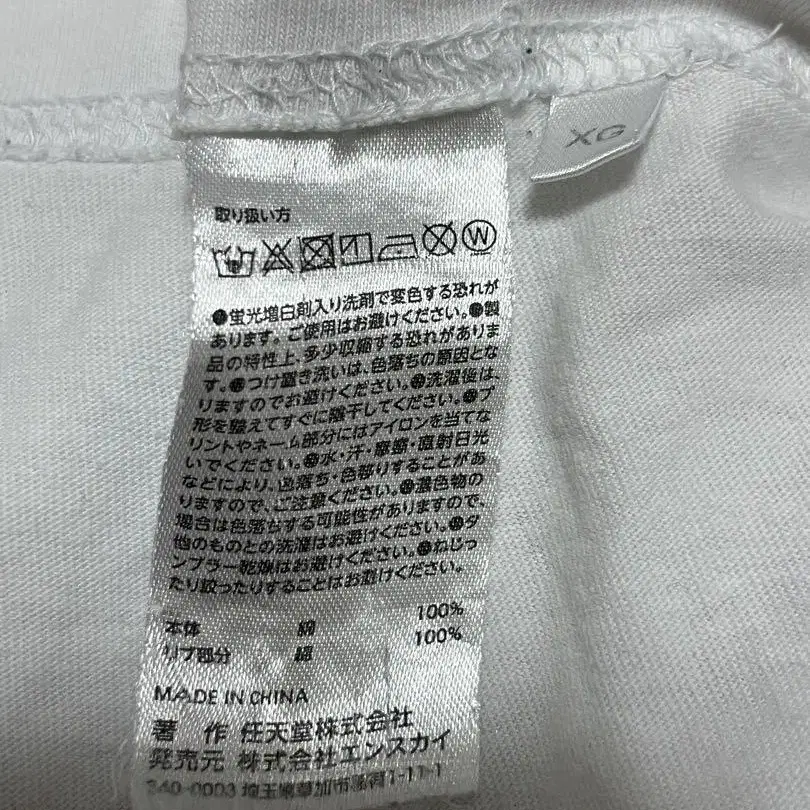 XG
取り扱い方
W
●蛍光増白剤入り洗剤で変色する恐れが
あります。ご使用はお避けください。●製
品の特性上、多少収縮する恐れがありま
す。●つけ置き洗いは、色落ちの原因とな
りますのでお避けください。●洗濯後は
形を整えてすぐに陰干してください。●プ
リントやネーム部分にはアイロンを当てな
いでください。●水・汗・摩擦・直射日光
などにより、色落ち・色移りすることがあ
りますので、ご注意ください。●濃色物の
場合は色落ちする可能性がありますので、
他のものとの洗濯はお避けください。●タ
ンブラー乾燥はお避けください。●ねじっ
たり絞ったりすることはお避けください。
本体 綿 100%
リブ部分 綿 100%
MADE IN CHINA
著 作 任天堂株式会社
発売元 株式会社エンスカイ
340-0003 埼玉県草加市稲荷1-11-1